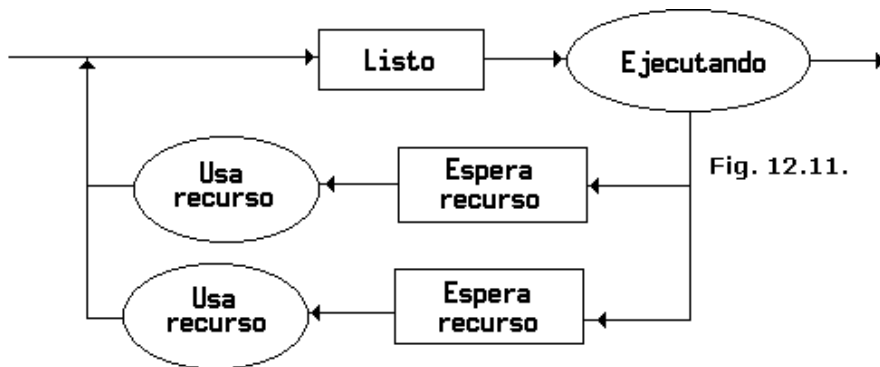 Listo
Ejecutando
Fig. 12.11.
Usa
recurso
Espera
recurso
Usa
recurso
Espera
recurso